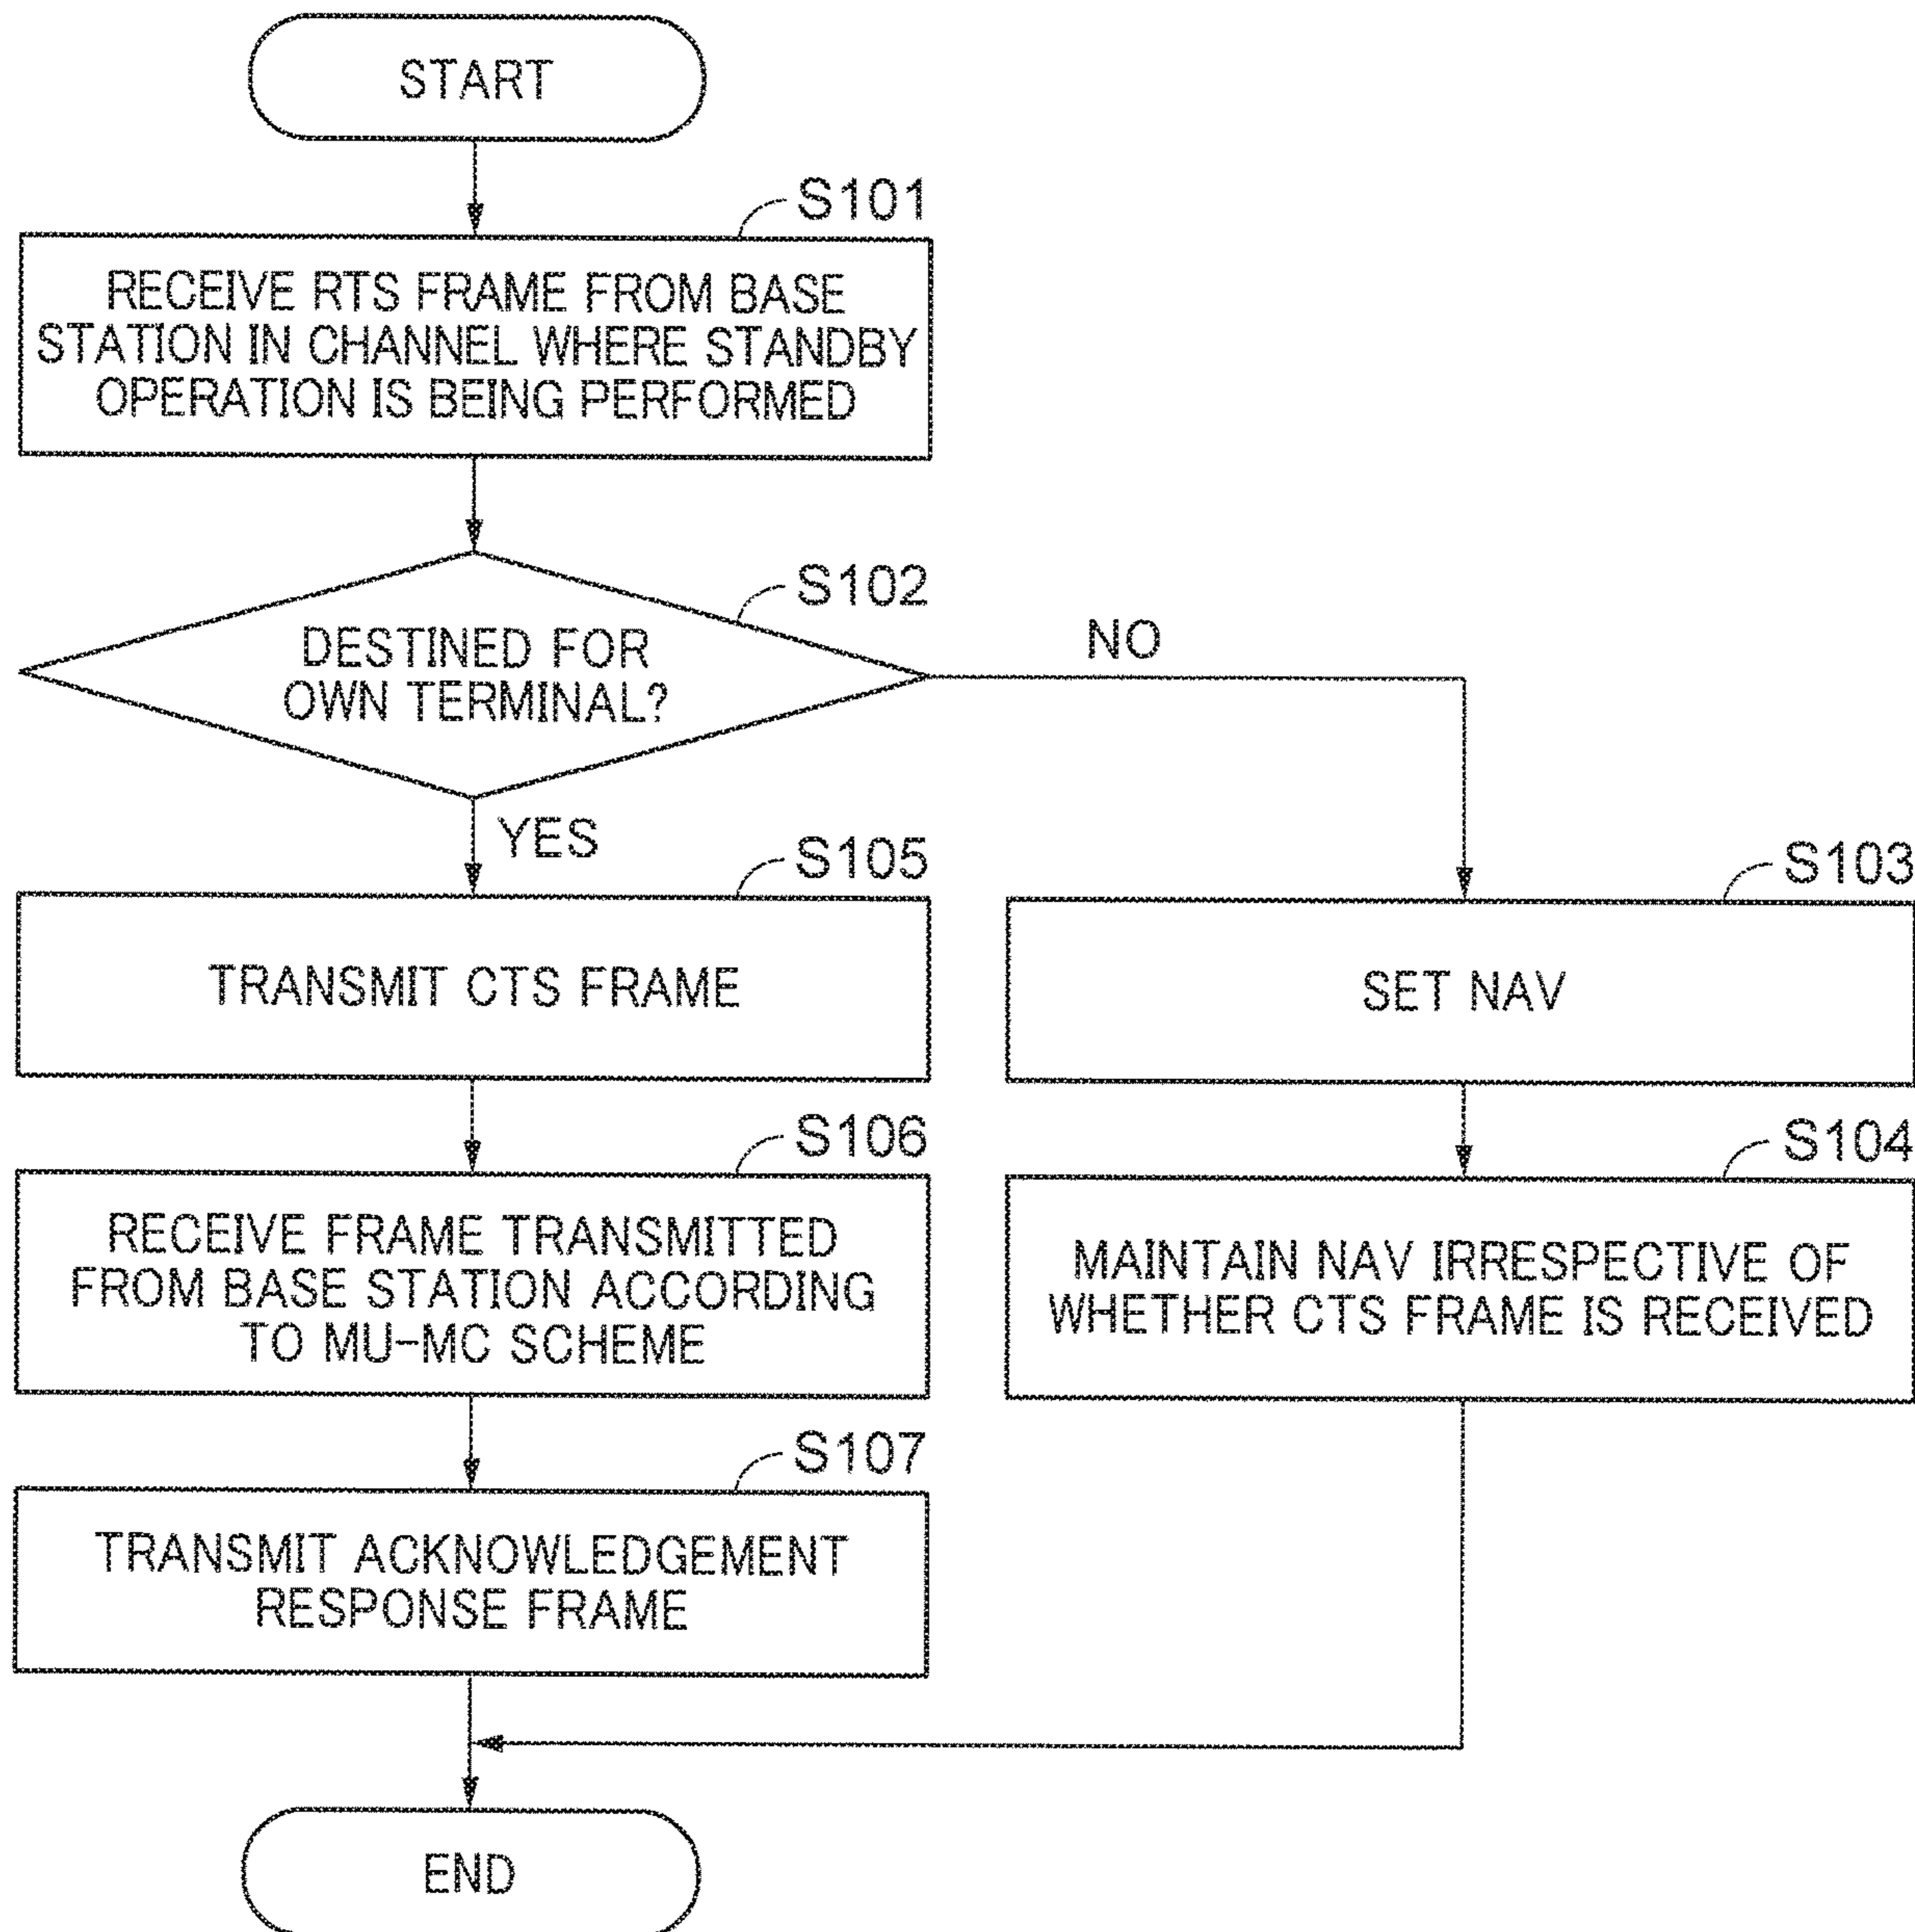 START
S101
RECEIVE RTS FRAME FROM BASE
STATION IN CHANNEL WHERE STANDBY
OPERATION IS BEING PERFORMED
S102
DESTINED FOR
OWN TERMINAL?
NO
YES
S105
TRANSMIT CTS FRAME
S103
SET NAV
S106
RECEIVE FRAME TRANSMITTED
FROM BASE STATION ACCORDING
TO MU-MC SCHEME
S104
MAINTAIN NAV IRRESPECTIVE OF
WHETHER CTS FRAME IS RECEIVED
S107
TRANSMIT ACKNOWLEDGEMENT
RESPONSE FRAME
END